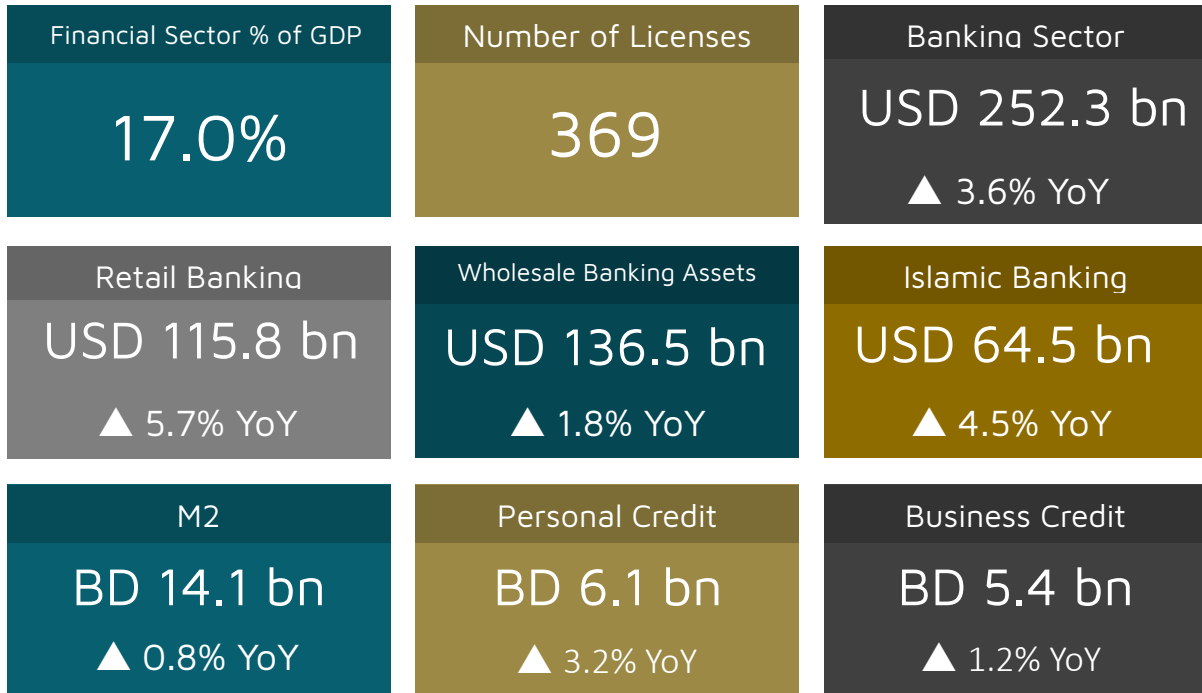 Financial Sector % of GDP
17.0%
Number of Licenses
369
Banking Sector
USD 252.3 bn
▲ 3.6% YoY
Retail Banking
USD 115.8 bn
▲ 5.7% YoY
Wholesale Banking Assets
USD 136.5 bn
▲ 1.8% YoY
Islamic Banking
USD 64.5 bn
▲ 4.5% YoY
M2
BD 14.1 bn
▲ 0.8% YoY
Personal Credit
BD 6.1 bn
▲ 3.2% YoY
Business Credit
BD 5.4 bn
▲ 1.2% YoY